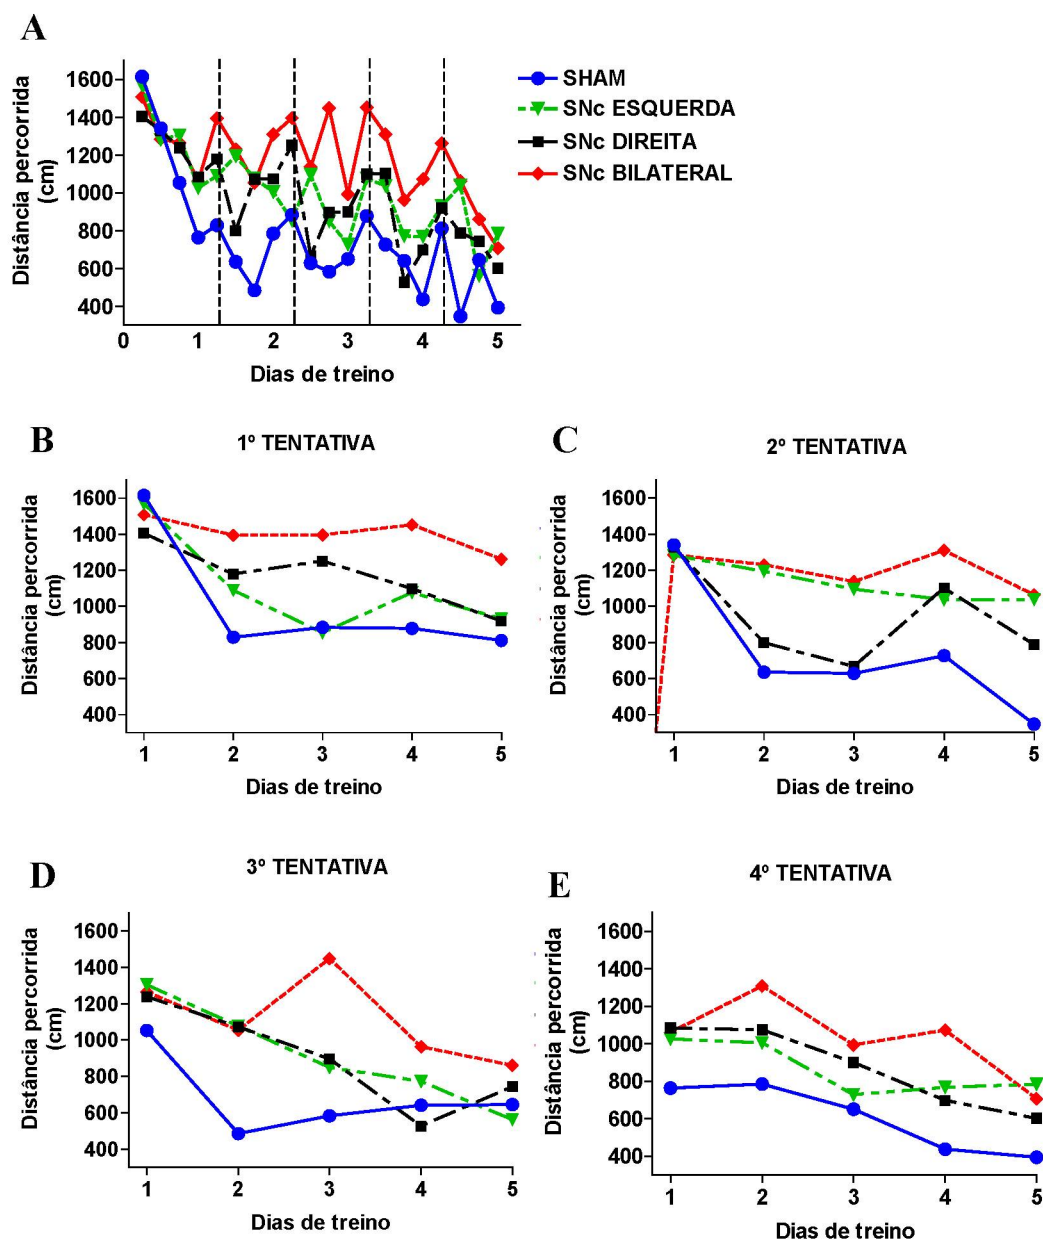 A
Distância percorrida
(cm)
1600
1400
1200
1000
800
600
400
0
1
2
3
4
5
Dias de treino
SHAM
SNc ESQUERDA
SNc DIREITA
SNc BILATERAL
B
1º TENTATIVA
Distância percorrida
(cm)
1600
1400
1200
1000
800
600
400
1
2
3
4
5
Dias de treino
C
2º TENTATIVA
Distância percorrida
(cm)
1600
1400
1200
1000
800
600
400
1
2
3
4
5
Dias de treino
D
3º TENTATIVA
Distância percorrida
(cm)
1600
1400
1200
1000
800
600
400
1
2
3
4
5
Dias de treino
E
4º TENTATIVA
Distância percorrida
(cm)
1600
1400
1200
1000
800
600
400
1
2
3
4
5
Dias de treino